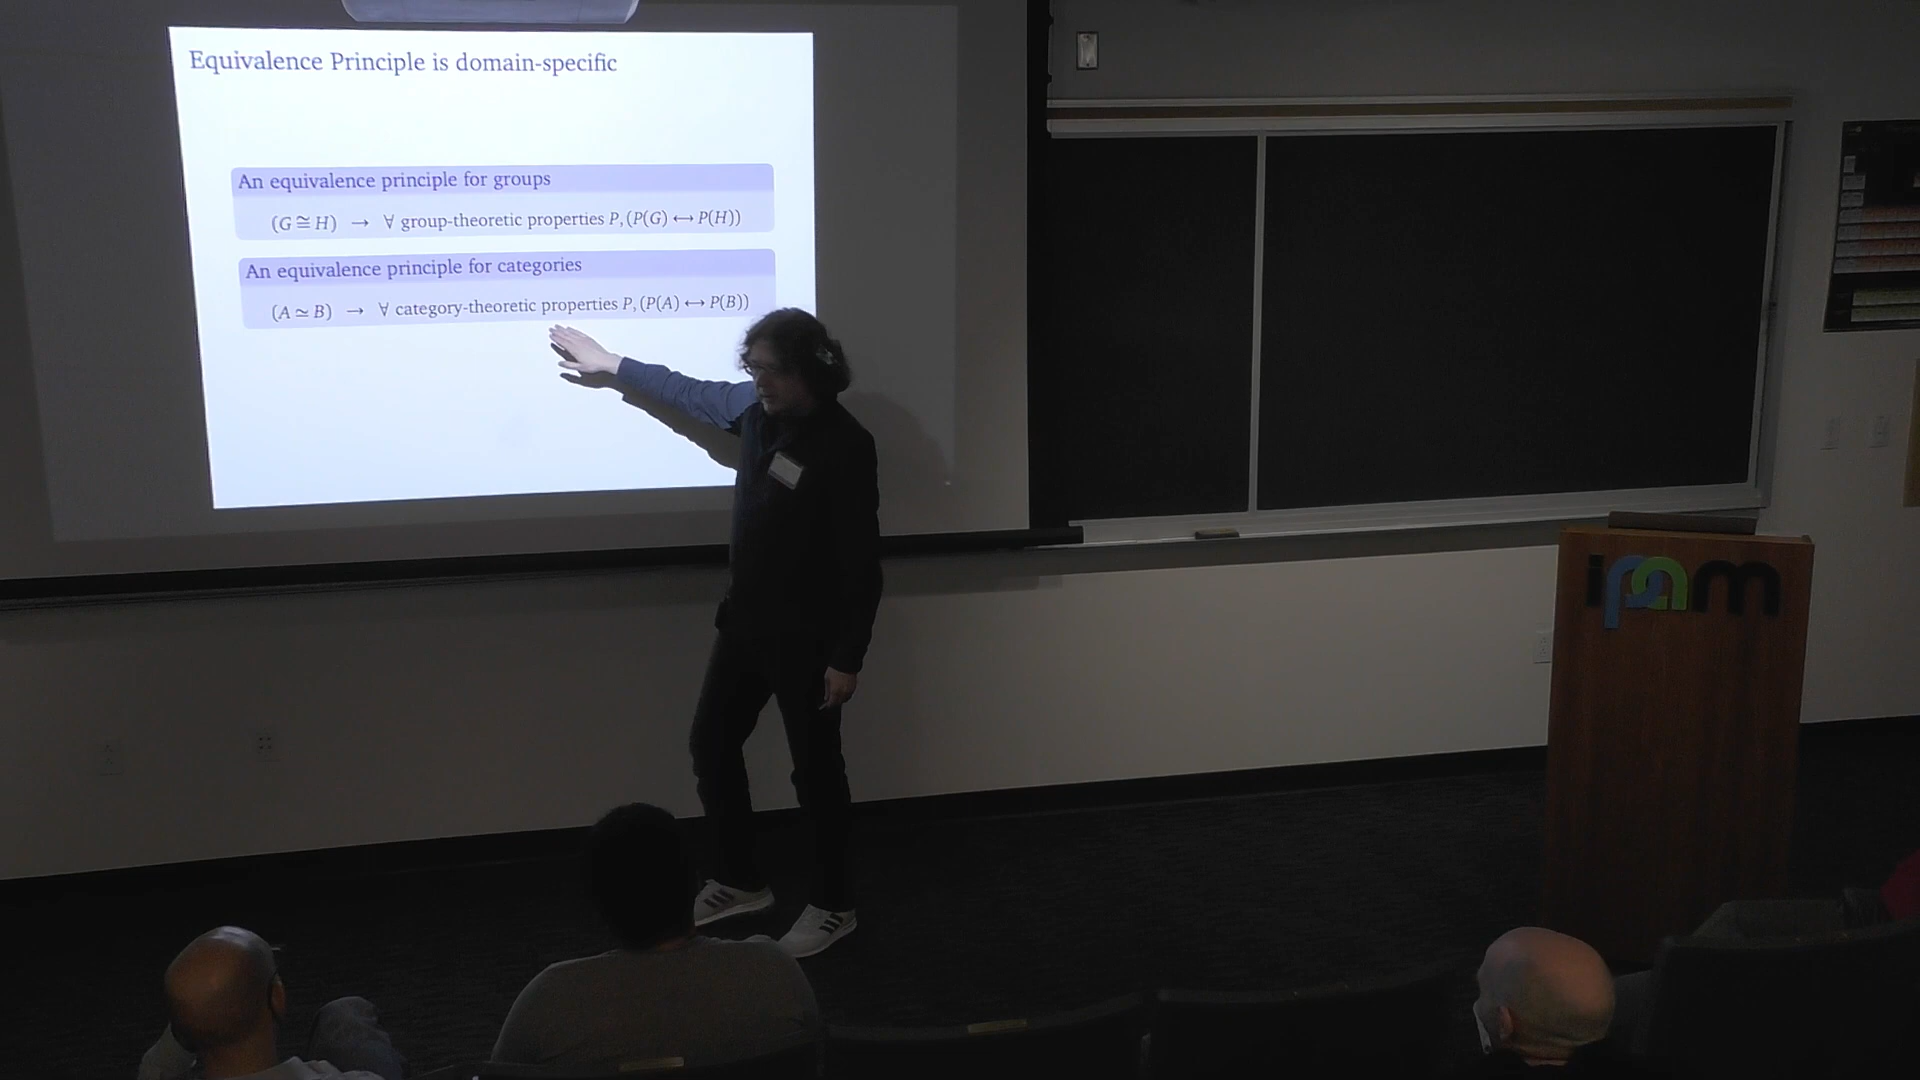 Equivalence Principle is domain-specific
An equivalence principle for groups
(G ≅ H) → ∀ group-theoretic properties P, (P(G) ↔ P(H))
An equivalence principle for categories
(A ≃ B) → ∀ category-theoretic properties P, (P(A) ↔ P(B))
ipam